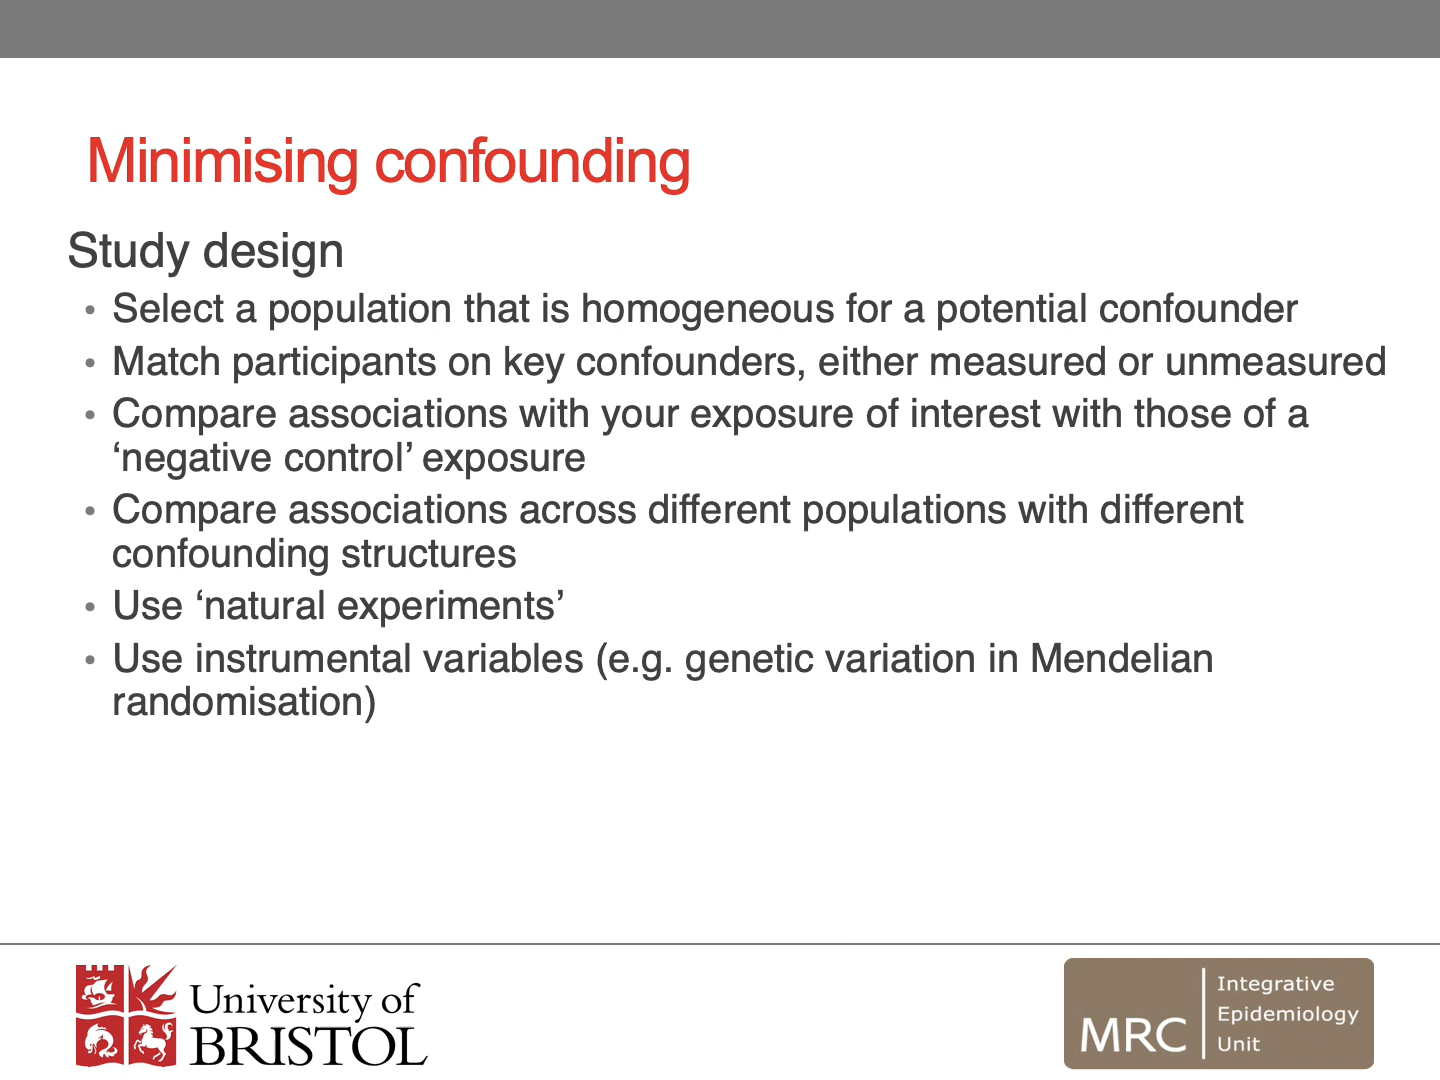 Minimising confounding
Study design
• Select a population that is homogeneous for a potential confounder
• Match participants on key confounders, either measured or unmeasured
• Compare associations with your exposure of interest with those of a
‘negative control’ exposure
• Compare associations across different populations with different
confounding structures
• Use ‘natural experiments’
• Use instrumental variables (e.g. genetic variation in Mendelian
randomisation)
University of
BRISTOL
MRC
Integrative
Epidemiology
Unit